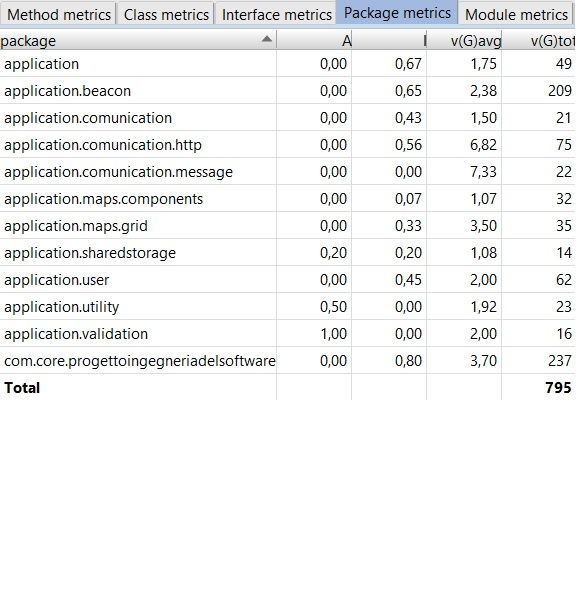 Method metrics Class metrics Interface metrics Package metrics Module metrics
package A I v(G)avg v(G)tot
application 0,00 0,67 1,75 49
application.beacon 0,00 0,65 2,38 209
application.comunication 0,00 0,43 1,50 21
application.comunication.http 0,00 0,56 6,82 75
application.comunication.message 0,00 0,00 7,33 22
application.maps.components 0,00 0,07 1,07 32
application.maps.grid 0,00 0,33 3,50 35
application.sharedstorage 0,20 0,20 1,08 14
application.user 0,00 0,45 2,00 62
application.utility 0,50 0,00 1,92 23
application.validation 1,00 0,00 2,00 16
com.core.progettoingegneriadelsoftware 0,00 0,80 3,70 237
Total 795